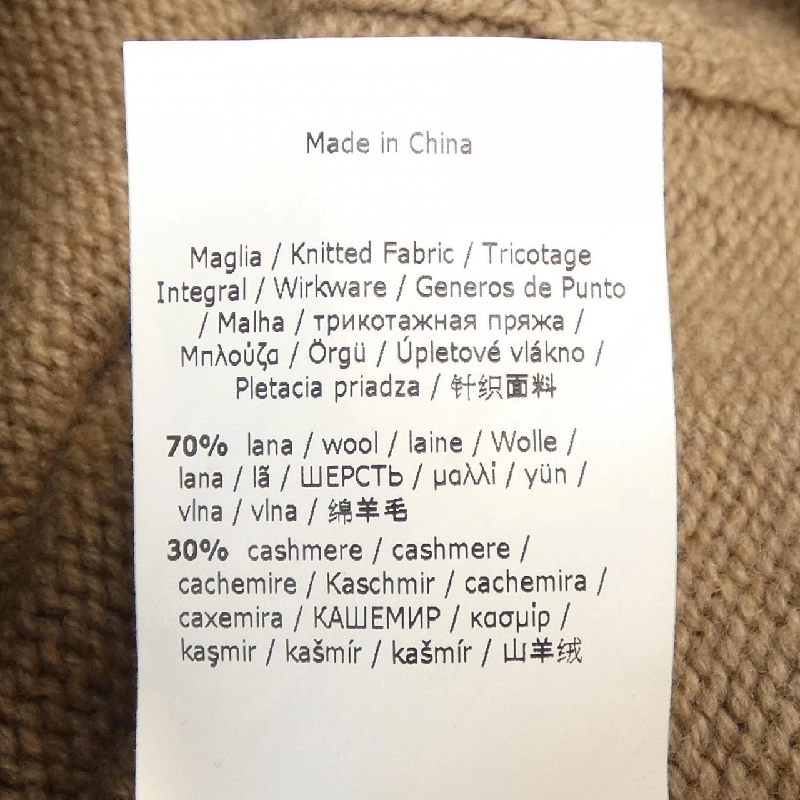 Made in China
Maglia / Knitted Fabric / Tricotage
Integral / Wirkware / Generos de Punto
/ Malha / трикотажная пряжа /
Μπλούζα / Örgü / Úpletové vlákno /
Pletacia priadza / 针织面料
70% lana / wool / laine / Wolle /
lana / lã / ШЕРСТЬ / μαλλί / yün /
vlna / vlna / 绵羊毛
30% cashmere / cashmere /
cachemire / Kaschmir / cachemira /
caxemira / КАШЕМИР / κασμίρ /
kaşmir / kašmír / kašmír / 山羊绒